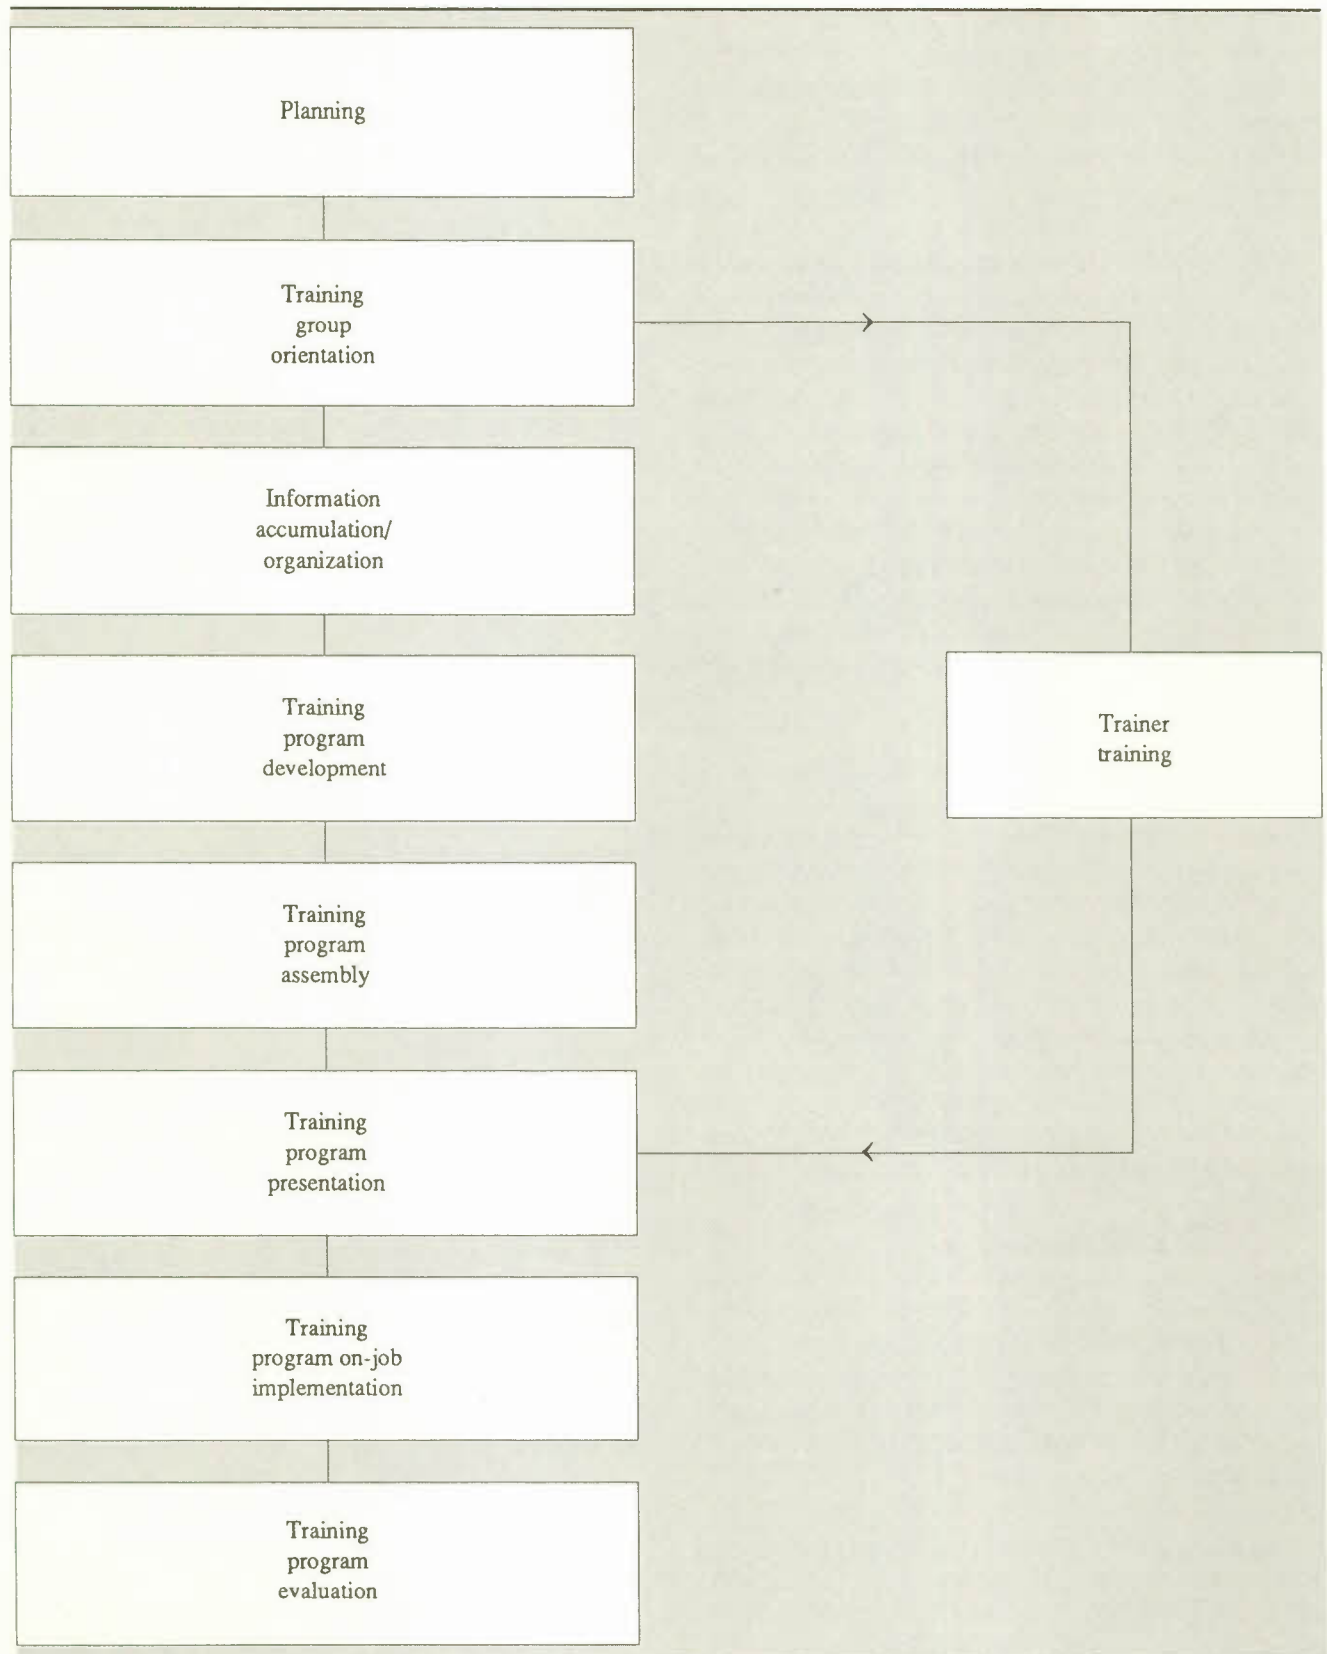 Planning
Training
group
orientation
Information
accumulation/
organization
Training
program
development
Trainer
training
Training
program
assembly
Training
program
presentation
Training
program on-job
implementation
Training
program
evaluation